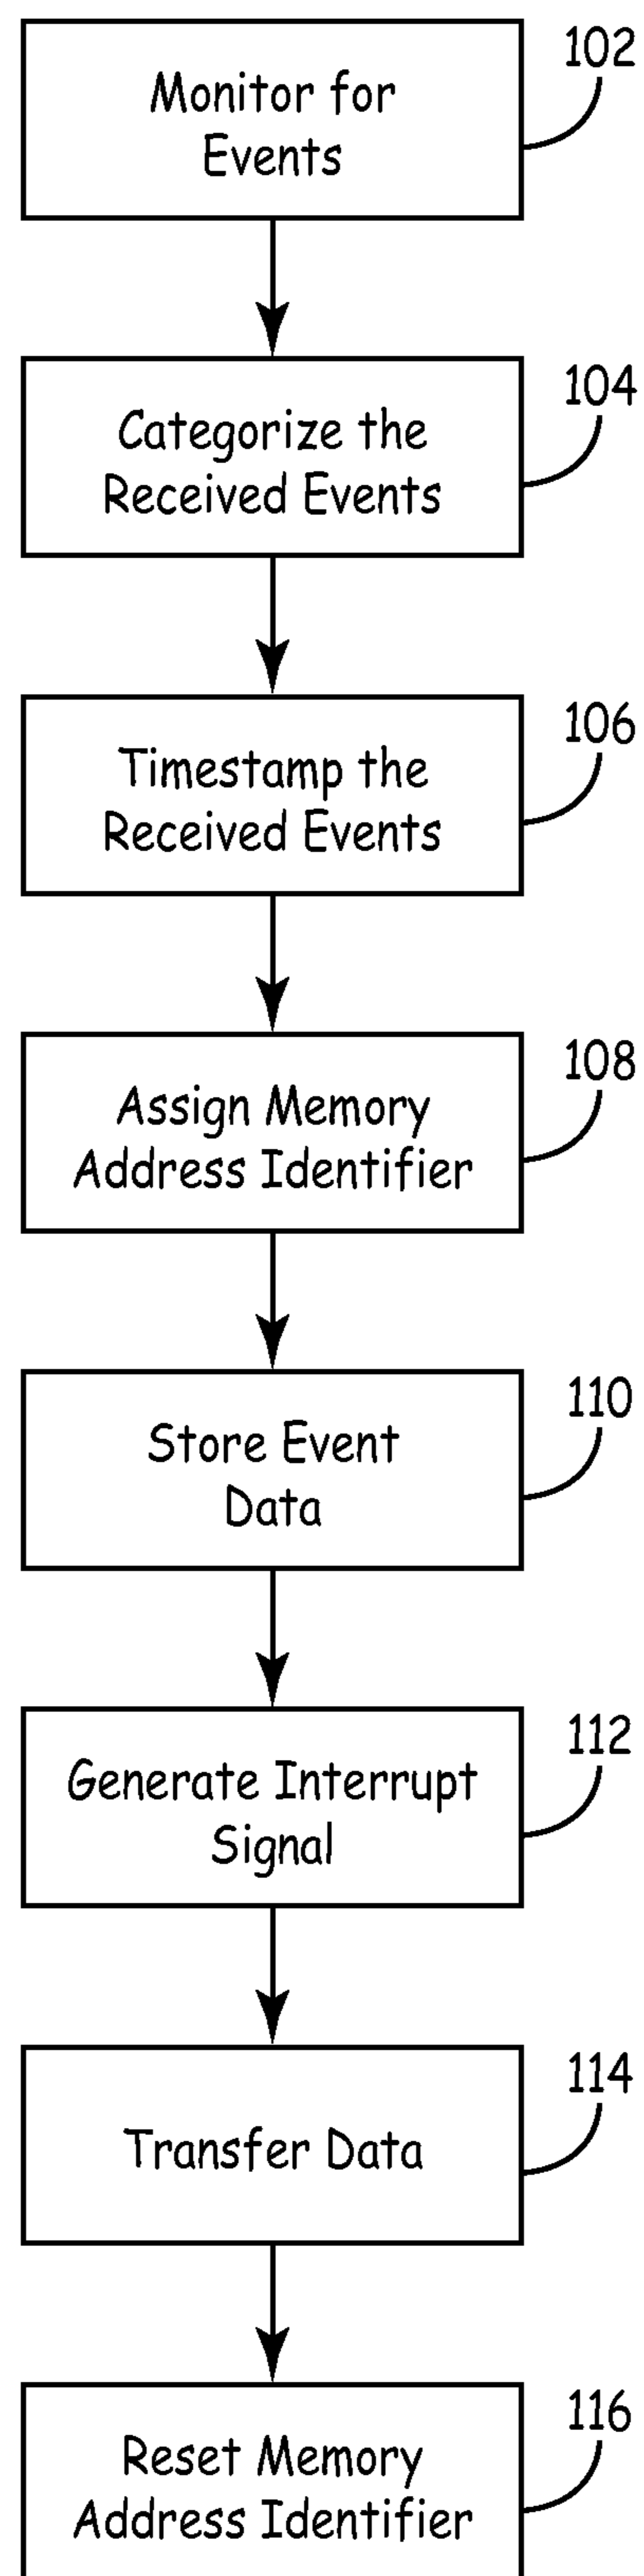 Monitor for
Events
102
Categorize the
Received Events
104
Timestamp the
Received Events
106
Assign Memory
Address Identifier
108
Store Event
Data
110
Generate Interrupt
Signal
112
Transfer Data
114
Reset Memory
Address Identifier
116